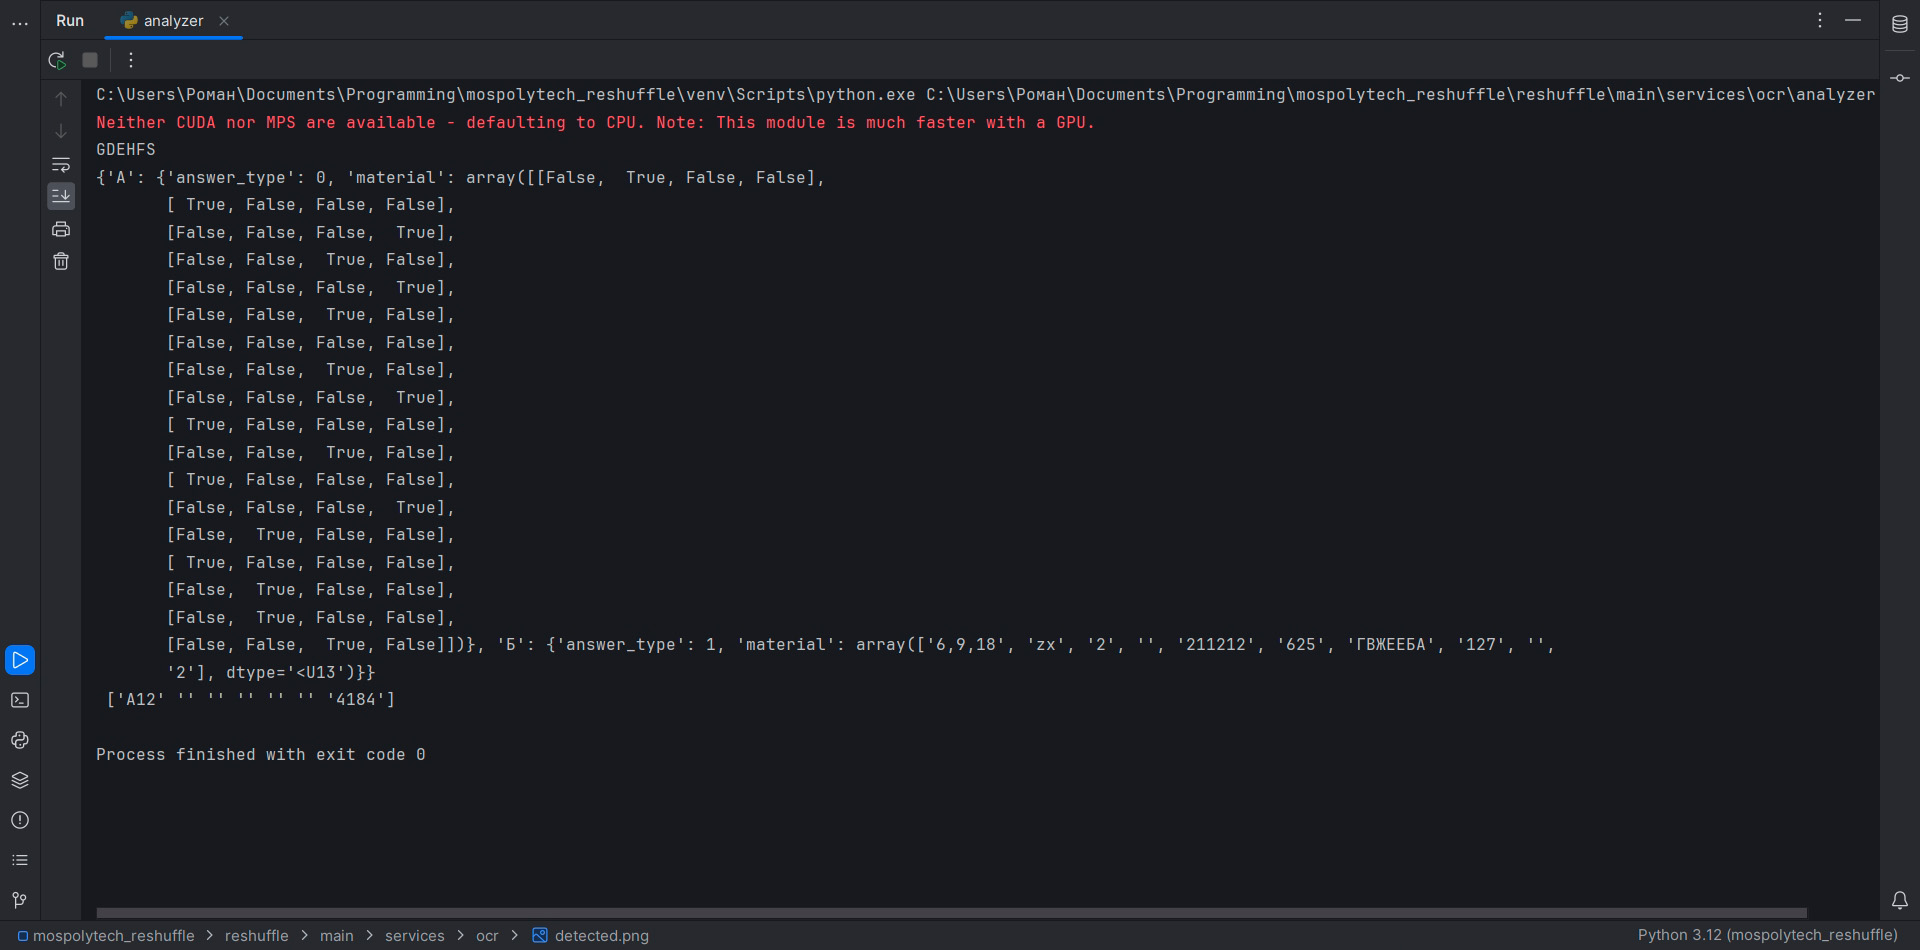 Run analyzer
C:\Users\Роман\Documents\Programming\mospolytech_reshuffle\venv\Scripts\python.exe C:\Users\Роман\Documents\Programming\mospolytech_reshuffle\reshuffle\main\services\ocr\analyzer
Neither CUDA nor MPS are available - defaulting to CPU. Note: This module is much faster with a GPU.
GDEHFS
{'А': {'answer_type': 0, 'material': array([[False,  True, False, False],
       [ True, False, False, False],
       [False, False, False,  True],
       [False, False,  True, False],
       [False, False, False,  True],
       [False, False,  True, False],
       [False, False, False, False],
       [False, False,  True, False],
       [False, False, False,  True],
       [ True, False, False, False],
       [False, False,  True, False],
       [ True, False, False, False],
       [False, False, False,  True],
       [False,  True, False, False],
       [ True, False, False, False],
       [False,  True, False, False],
       [False,  True, False, False],
       [False, False,  True, False]])}, 'Б': {'answer_type': 1, 'material': array(['6,9,18', 'zx', '2', '', '211212', '625', 'ГВЖЕЕБА', '127', '',
       '2'], dtype='<U13')}}
 ['A12' '' '' '' '' '' '4184']
Process finished with exit code 0
mospolytech_reshuffle > reshuffle > main > services > ocr > detected.png Python 3.12 (mospolytech_reshuffle)